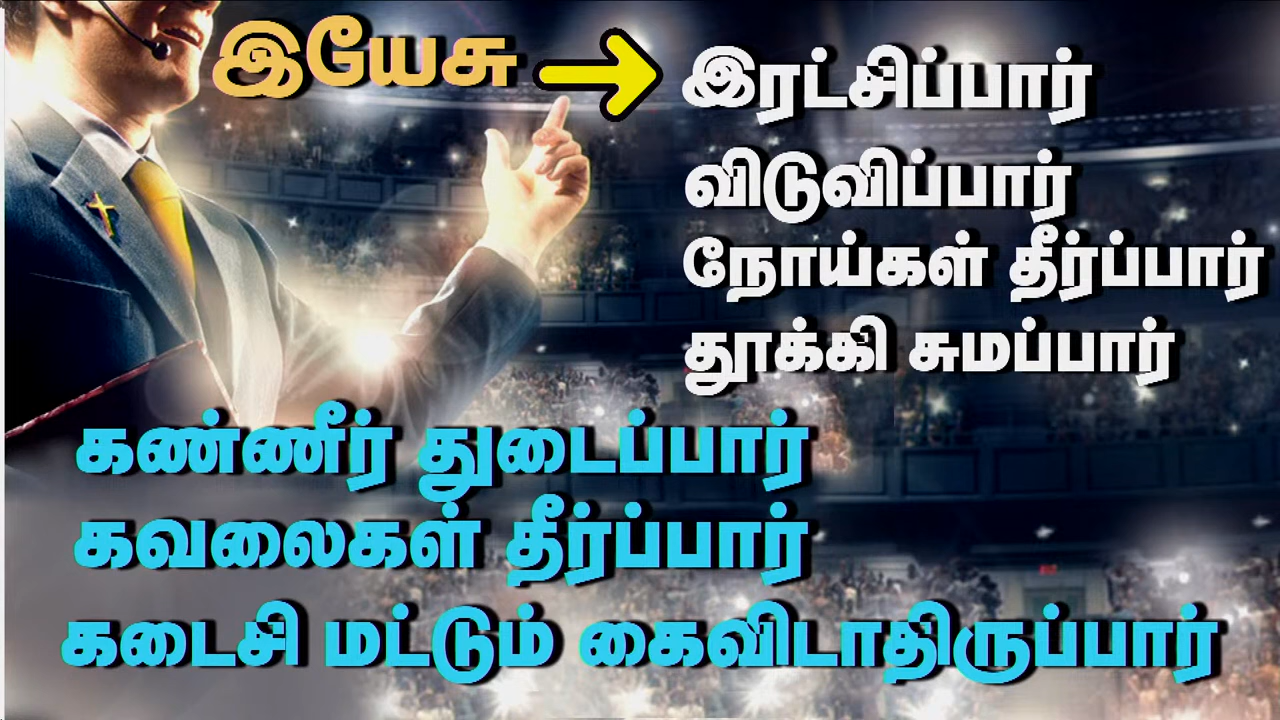 இயேசு
இரட்சிப்பார்
விடுவிப்பார்
நோய்கள் தீர்ப்பார்
தூக்கி சுமப்பார்
கண்ணீர் துடைப்பார்
கவலைகள் தீர்ப்பார்
கடைசி மட்டும் கைவிடாதிருப்பார்